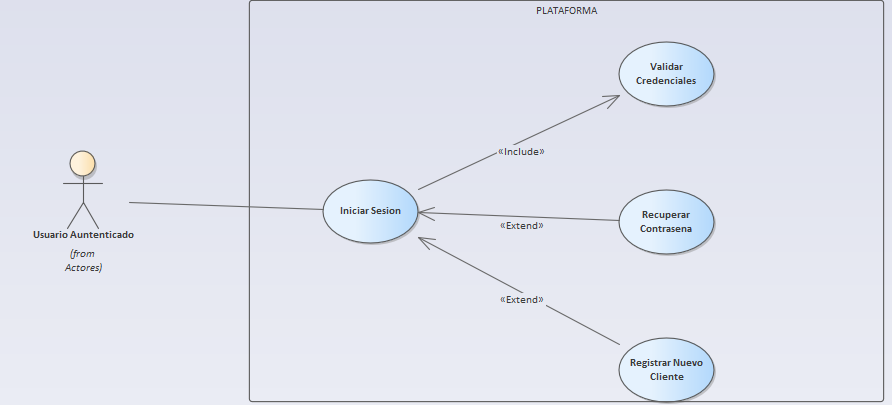 PLATAFORMA
Validar
Credenciales
«Include»
Iniciar Sesion
Recuperar
Contrasena
«Extend»
Usuario Auntenticado
(from
Actores)
«Extend»
Registrar Nuevo
Cliente